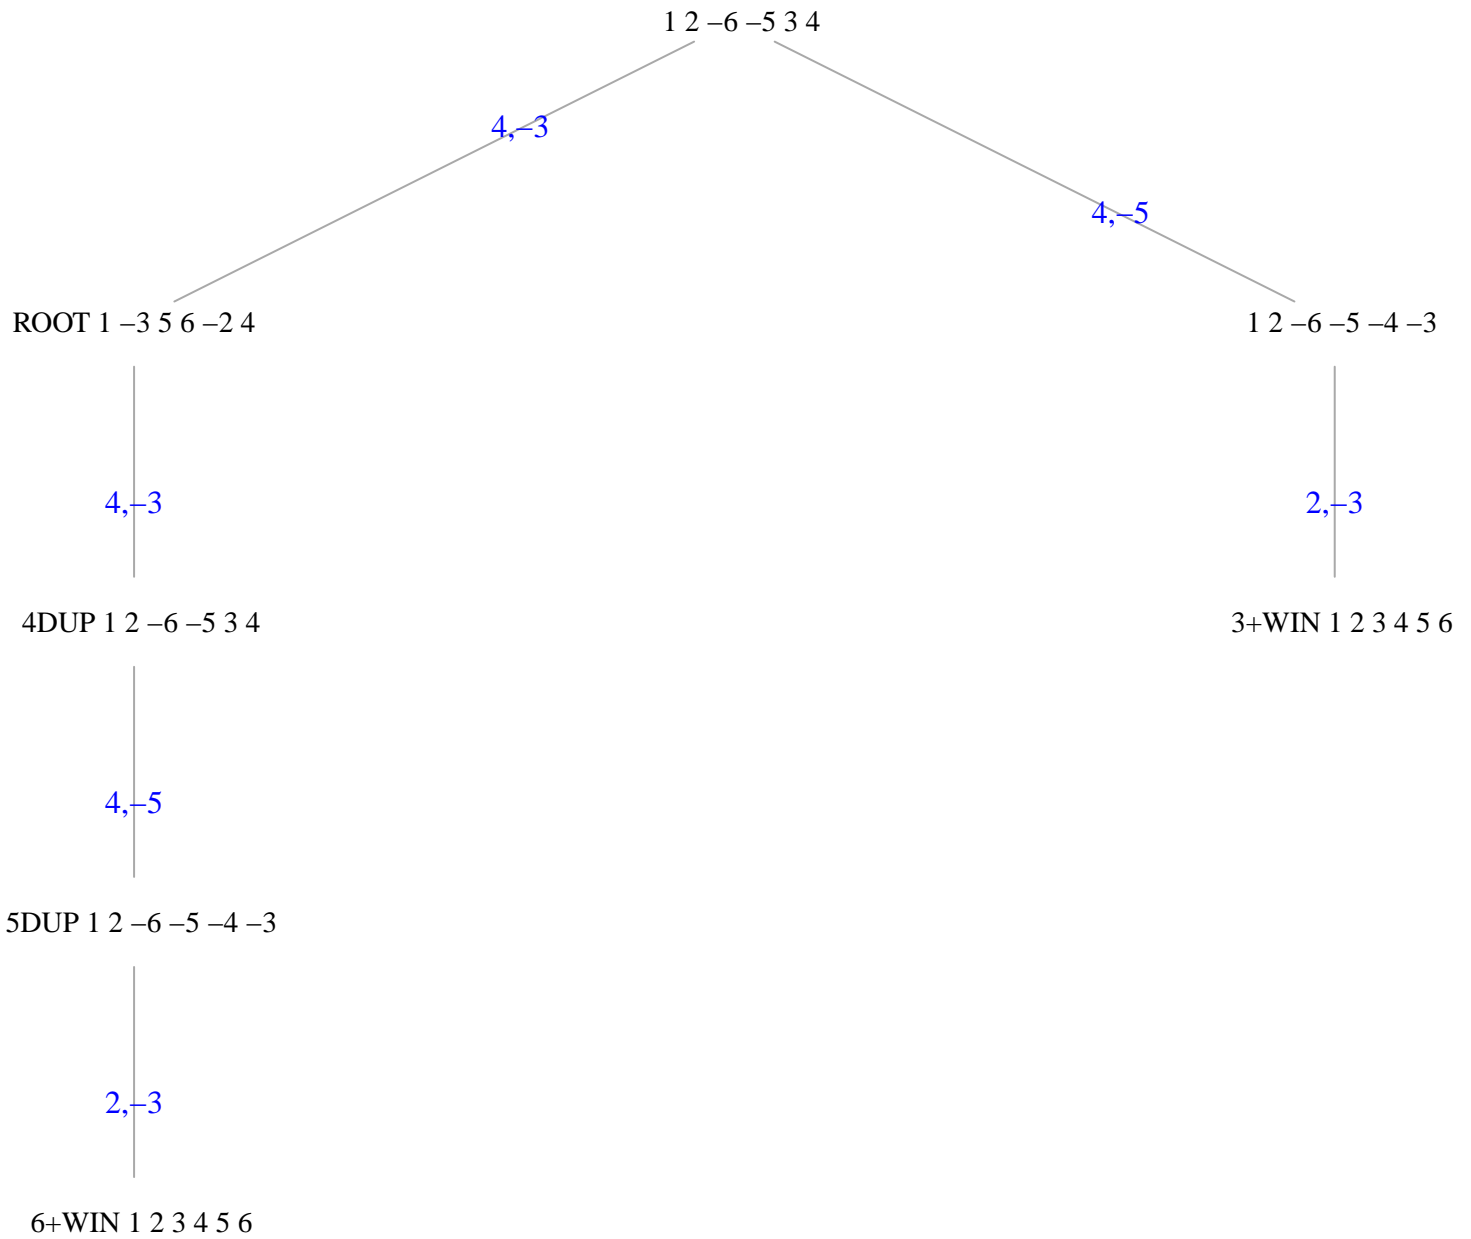 1 2 –6 –5 3 4
4,–3
4,–5
ROOT 1 –3 5 6 –2 4
1 2 –6 –5 –4 –3
4,–3
2,–3
4DUP 1 2 –6 –5 3 4
3+WIN 1 2 3 4 5 6
4,–5
5DUP 1 2 –6 –5 –4 –3
2,–3
6+WIN 1 2 3 4 5 6